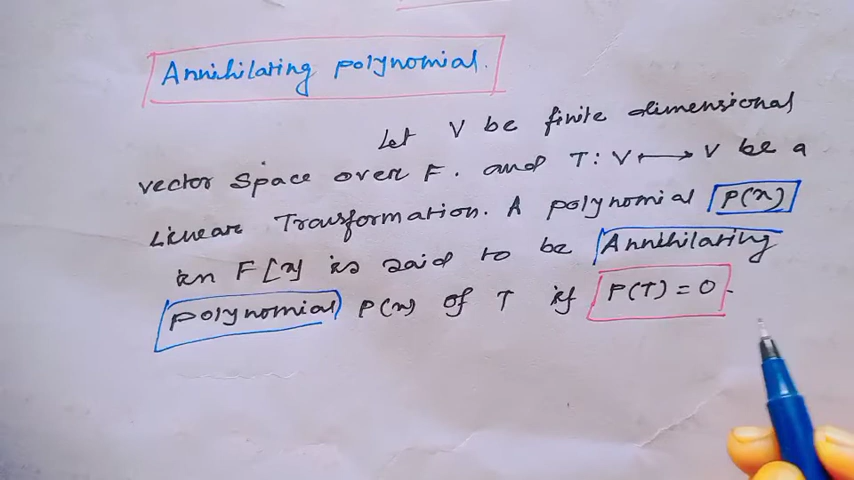 Annihilating polynomial.
Let V be finite dimensional
vector space over F. and T: V ⟼ V be a
Linear Transformation. A polynomial P(x)
in F[x] is said to be Annihilating
polynomial P(x) of T if P(T) = 0.